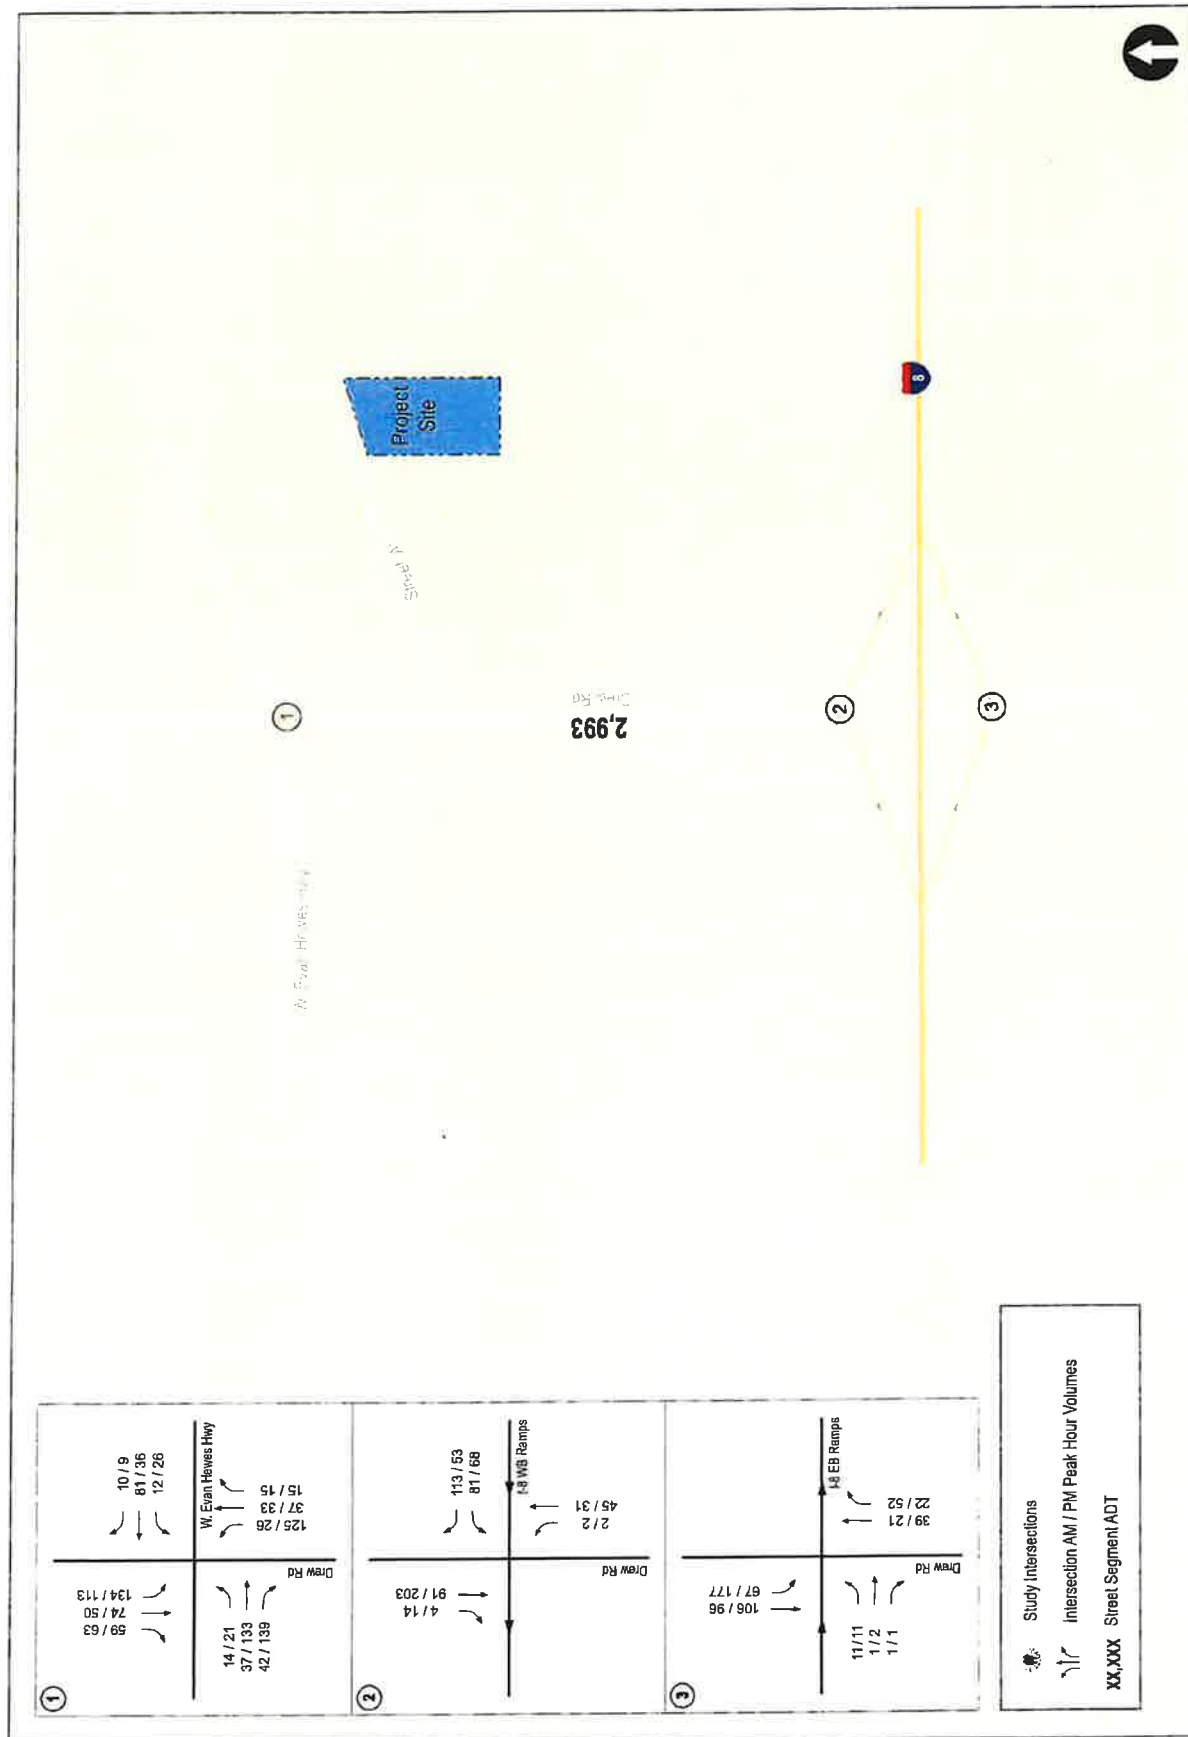 Project
Site
8
1
2,993
Drew Rd
2
3
1
59 / 63
74 / 50
134 / 113
10 / 9
81 / 36
12 / 26
W. Evan Hewes Hwy
Drew Rd
14 / 21
37 / 133
42 / 139
125 / 26
37 / 33
15 / 15
2
4 / 14
91 / 203
113 / 53
81 / 68
I-8 WB Ramps
Drew Rd
2 / 2
45 / 31
3
106 / 96
67 / 177
I-8 EB Ramps
Drew Rd
11 / 11
1 / 2
1 / 1
39 / 21
22 / 52
Study Intersections
Intersection AM / PM Peak Hour Volumes
XX,XXX Street Segment ADT